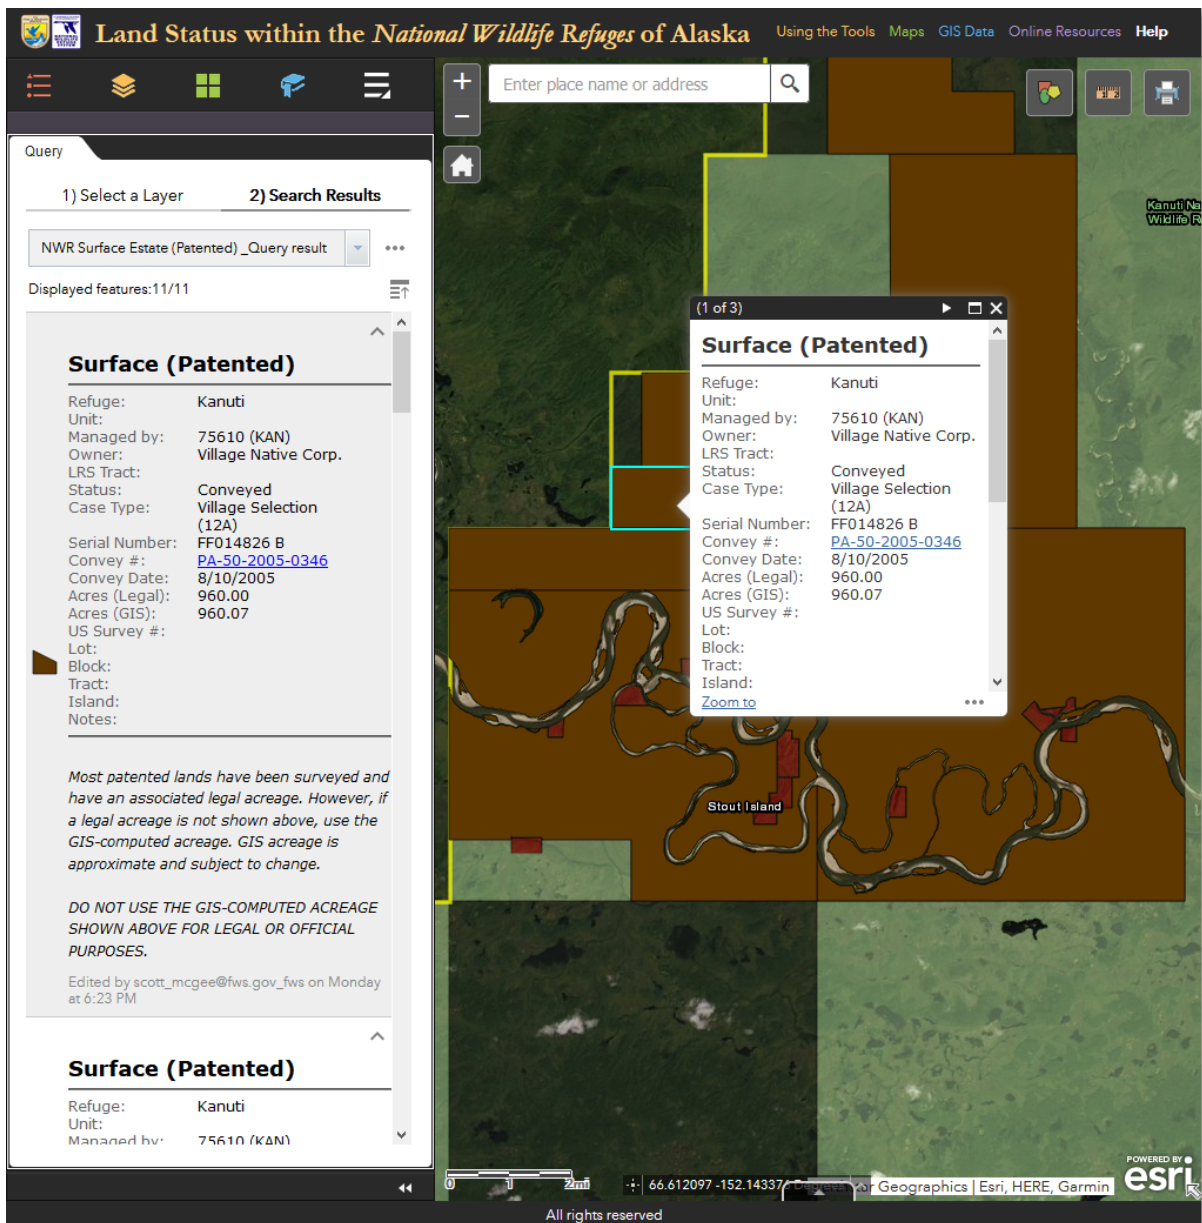 Land Status within the National Wildlife Refuges of Alaska
Using the Tools Maps GIS Data Online Resources Help
Enter place name or address
Query
1) Select a Layer 2) Search Results
NWR Surface Estate (Patented) _Query result
Displayed features:11/11
Surface (Patented)
Refuge: Kanuti
Unit:
Managed by: 75610 (KAN)
Owner: Village Native Corp.
LRS Tract:
Status: Conveyed
Case Type: Village Selection
(12A)
Serial Number: FF014826 B
Convey #: PA-50-2005-0346
Convey Date: 8/10/2005
Acres (Legal): 960.00
Acres (GIS): 960.07
US Survey #:
Lot:
Block:
Tract:
Island:
Notes:
Most patented lands have been surveyed and
have an associated legal acreage. However, if
a legal acreage is not shown above, use the
GIS-computed acreage. GIS acreage is
approximate and subject to change.
DO NOT USE THE GIS-COMPUTED ACREAGE
SHOWN ABOVE FOR LEGAL OR OFFICIAL
PURPOSES.
Edited by scott_mcgee@fws.gov_fws on Monday
at 6:23 PM
Surface (Patented)
Refuge: Kanuti
Unit:
Managed by: 75610 (KAN)
Kanuti Na
Wildlife R
(1 of 3)
Surface (Patented)
Refuge: Kanuti
Unit:
Managed by: 75610 (KAN)
Owner: Village Native Corp.
LRS Tract:
Status: Conveyed
Case Type: Village Selection
(12A)
Serial Number: FF014826 B
Convey #: PA-50-2005-0346
Convey Date: 8/10/2005
Acres (Legal): 960.00
Acres (GIS): 960.07
US Survey #:
Lot:
Block:
Tract:
Island:
Zoom to
Stout Island
0 1 2mi
66.612097 -152.143376 Degrees or Geographics | Esri, HERE, Garmin
POWERED BY
esri
All rights reserved